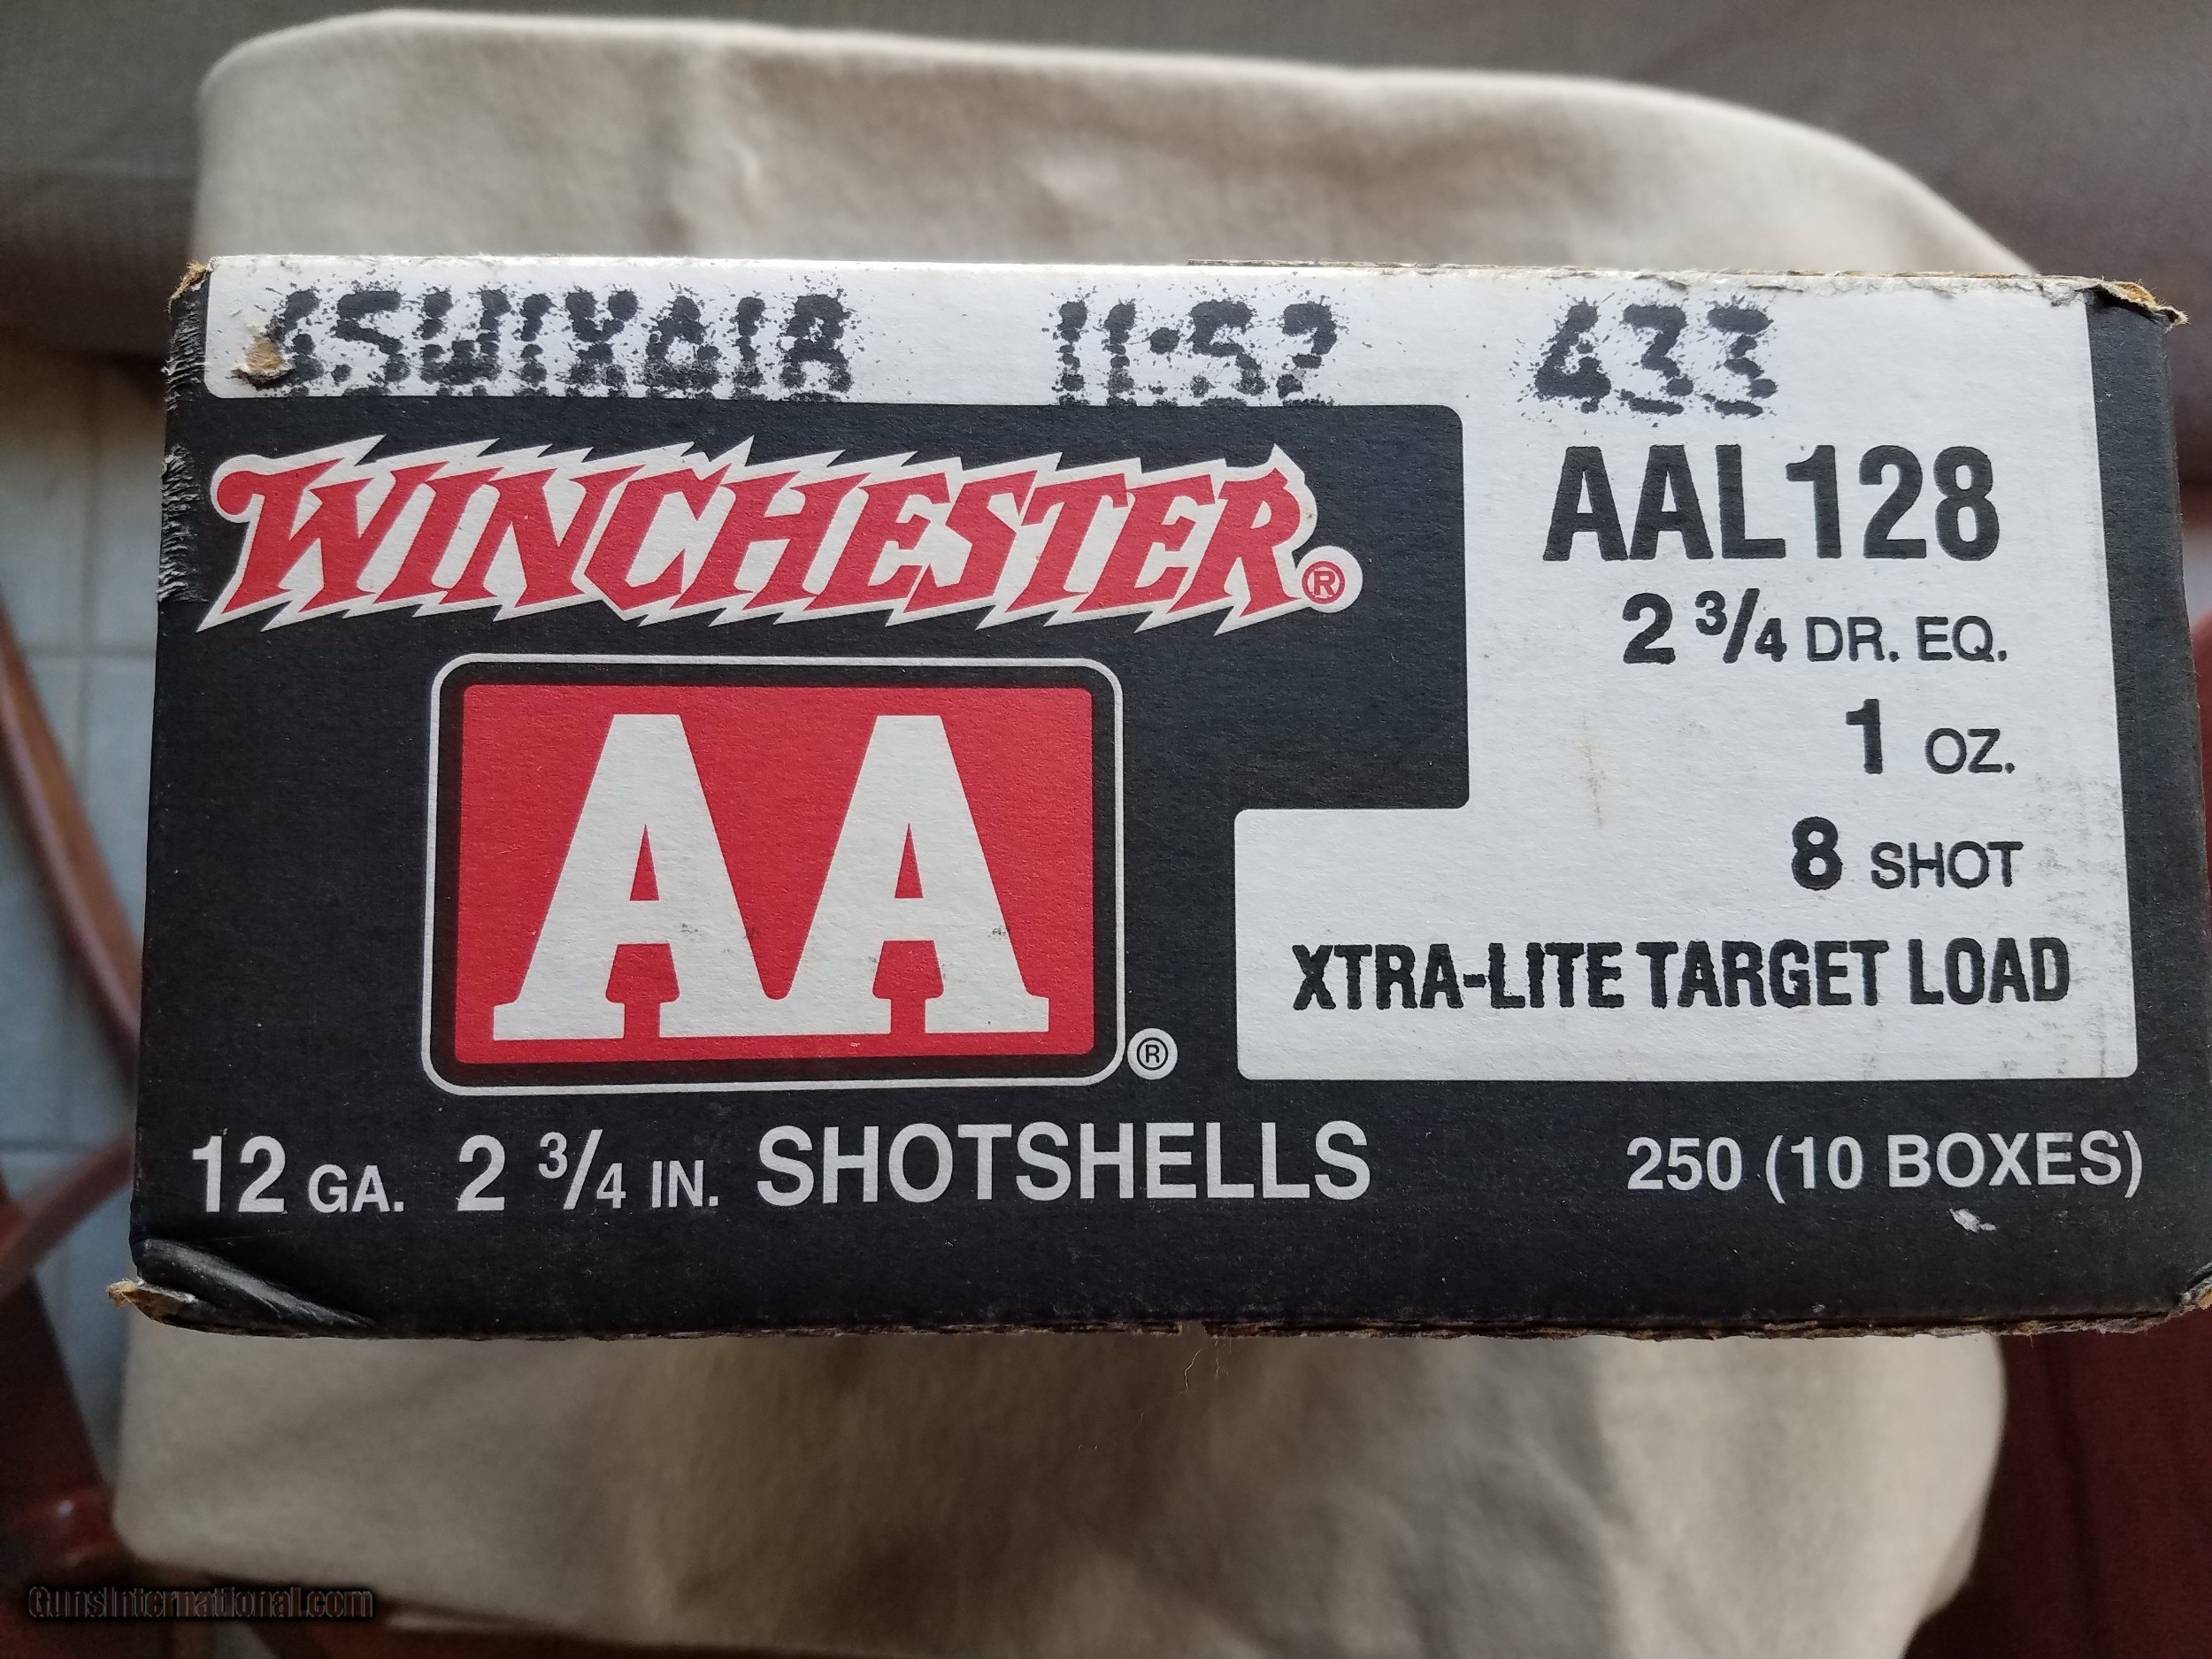 11:52 433
WINCHESTER®
AAL128
2 3/4 DR. EQ.
1 OZ.
8 SHOT
XTRA-LITE TARGET LOAD
AA®
12 GA. 2 3/4 IN. SHOTSHELLS 250 (10 BOXES)
GunsInternational.com